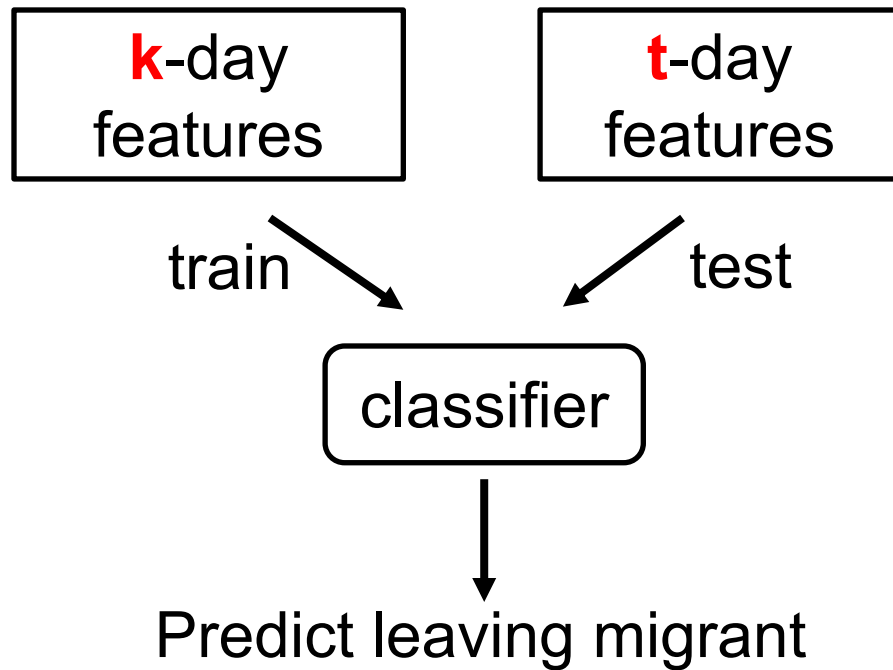 k-day
features
t-day
features
train
test
classifier
Predict leaving migrant